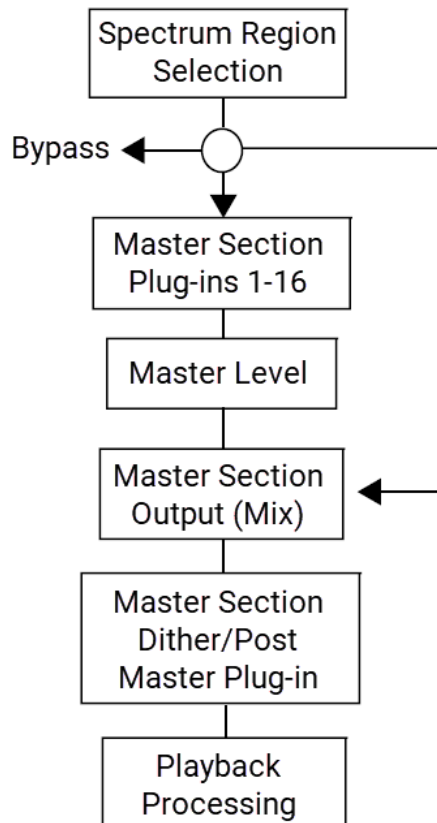 Spectrum Region
Selection
Bypass
Master Section
Plug-ins 1-16
Master Level
Master Section
Output (Mix)
Master Section
Dither/Post
Master Plug-in
Playback
Processing